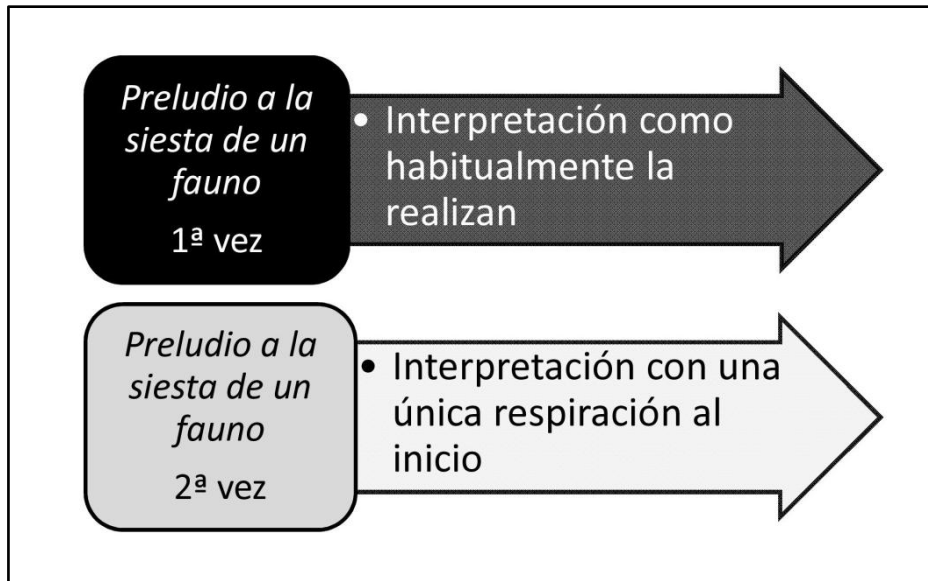 Preludio a la
siesta de un
fauno
1ª vez
• Interpretación como
habitualmente la
realizan
Preludio a la
siesta de un
fauno
2ª vez
• Interpretación con una
única respiración al
inicio